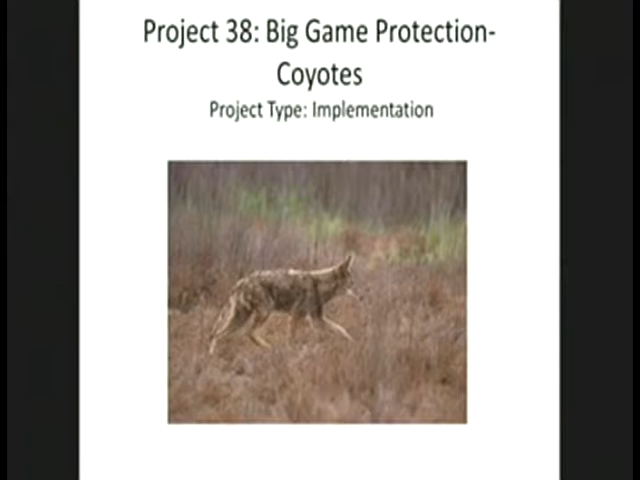 Project 38: Big Game Protection-
Coyotes
Project Type: Implementation